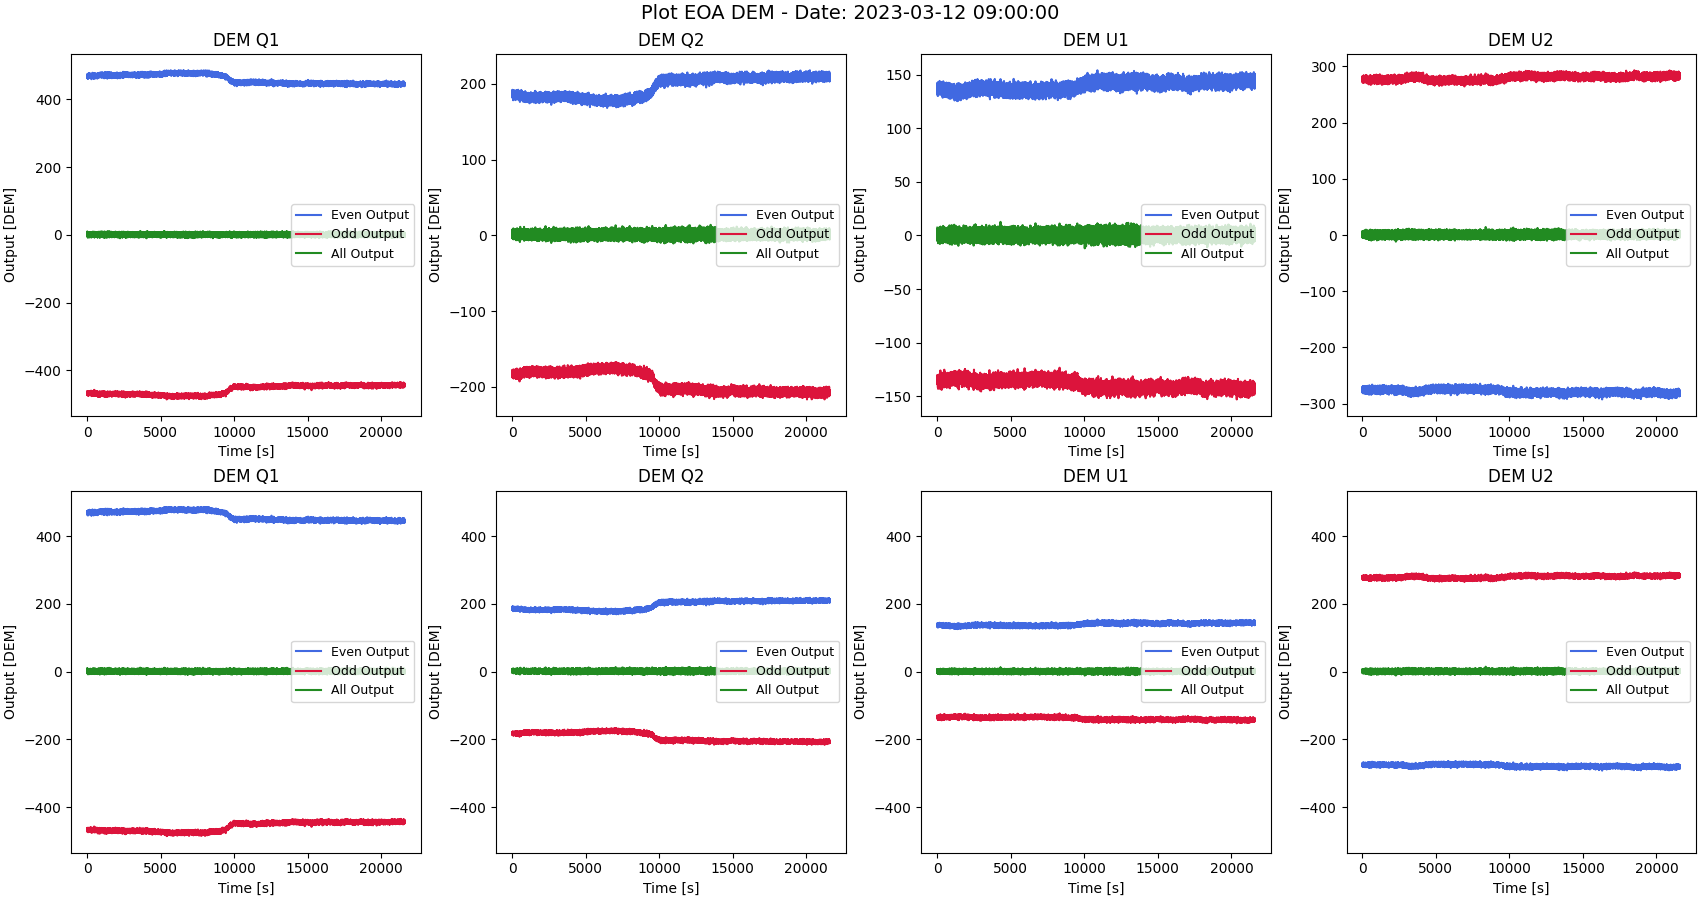 Plot EOA DEM - Date: 2023-03-12 09:00:00
DEM Q1
Output [DEM]
400
200
0
−200
−400
Even Output
Odd Output
All Output
0 5000 10000 15000 20000
Time [s]
DEM Q2
Output [DEM]
200
100
0
−100
−200
Even Output
Odd Output
All Output
0 5000 10000 15000 20000
Time [s]
DEM U1
Output [DEM]
150
100
50
0
−50
−100
−150
Even Output
Odd Output
All Output
0 5000 10000 15000 20000
Time [s]
DEM U2
Output [DEM]
300
200
100
0
−100
−200
−300
Even Output
Odd Output
All Output
0 5000 10000 15000 20000
Time [s]
DEM Q1
Output [DEM]
400
200
0
−200
−400
Even Output
Odd Output
All Output
0 5000 10000 15000 20000
Time [s]
DEM Q2
Output [DEM]
400
200
0
−200
−400
Even Output
Odd Output
All Output
0 5000 10000 15000 20000
Time [s]
DEM U1
Output [DEM]
400
200
0
−200
−400
Even Output
Odd Output
All Output
0 5000 10000 15000 20000
Time [s]
DEM U2
Output [DEM]
400
200
0
−200
−400
Even Output
Odd Output
All Output
0 5000 10000 15000 20000
Time [s]